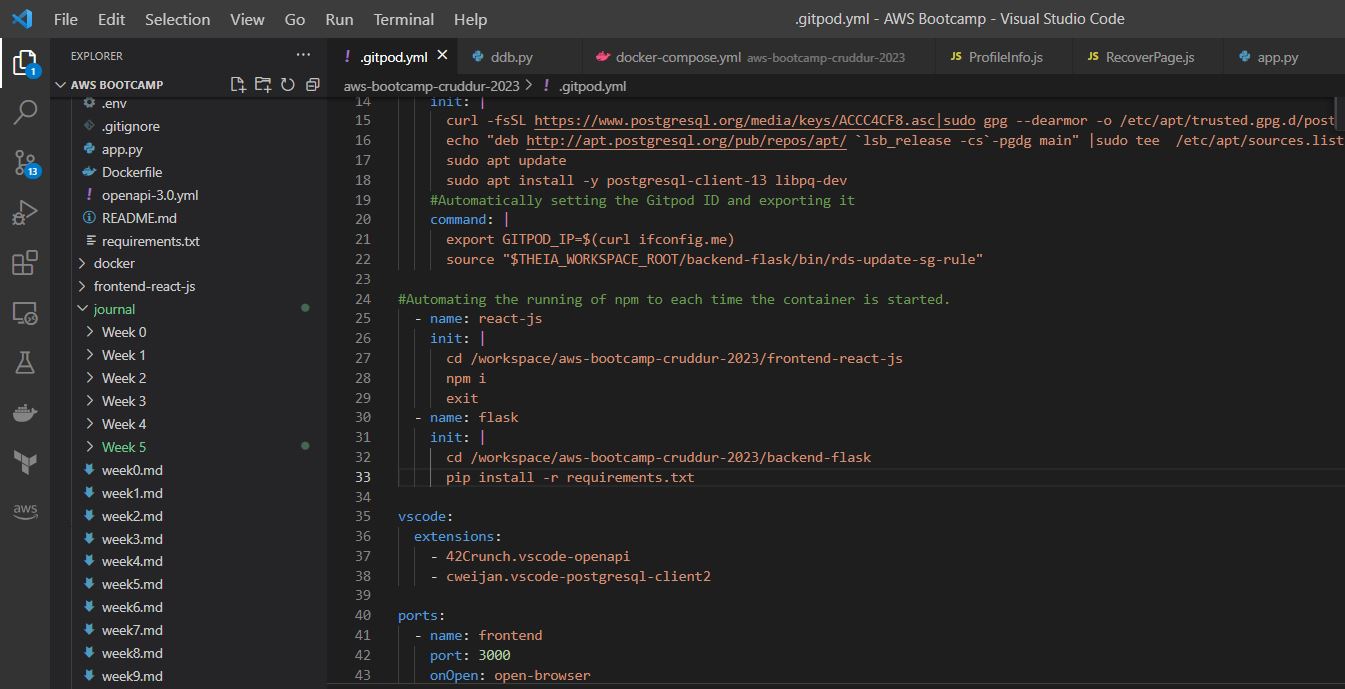 File Edit Selection View Go Run Terminal Help
.gitpod.yml - AWS Bootcamp - Visual Studio Code
EXPLORER
! .gitpod.yml
ddb.py
docker-compose.yml aws-bootcamp-cruddur-2023
JS ProfileInfo.js
JS RecoverPage.js
app.py
1
AWS BOOTCAMP
aws-bootcamp-cruddur-2023 > ! .gitpod.yml
.env
.gitignore
app.py
Dockerfile
! openapi-3.0.yml
README.md
requirements.txt
docker
frontend-react-js
journal
Week 0
Week 1
Week 2
Week 3
Week 4
Week 5
week0.md
week1.md
week2.md
week3.md
week4.md
week5.md
week6.md
week7.md
week8.md
week9.md
13
aws
14 init: |
15 curl -fsSL https://www.postgresql.org/media/keys/ACCC4CF8.asc|sudo gpg --dearmor -o /etc/apt/trusted.gpg.d/post
16 echo "deb http://apt.postgresql.org/pub/repos/apt/ `lsb_release -cs`-pgdg main" |sudo tee  /etc/apt/sources.list
17 sudo apt update
18 sudo apt install -y postgresql-client-13 libpq-dev
19 #Automatically setting the Gitpod ID and exporting it
20 command: |
21 export GITPOD_IP=$(curl ifconfig.me)
22 source "$THEIA_WORKSPACE_ROOT/backend-flask/bin/rds-update-sg-rule"
23
24 #Automating the running of npm to each time the container is started.
25 - name: react-js
26 init: |
27 cd /workspace/aws-bootcamp-cruddur-2023/frontend-react-js
28 npm i
29 exit
30 - name: flask
31 init: |
32 cd /workspace/aws-bootcamp-cruddur-2023/backend-flask
33 pip install -r requirements.txt
34
35 vscode:
36 extensions:
37 - 42Crunch.vscode-openapi
38 - cweijan.vscode-postgresql-client2
39
40 ports:
41 - name: frontend
42 port: 3000
43 onOpen: open-browser